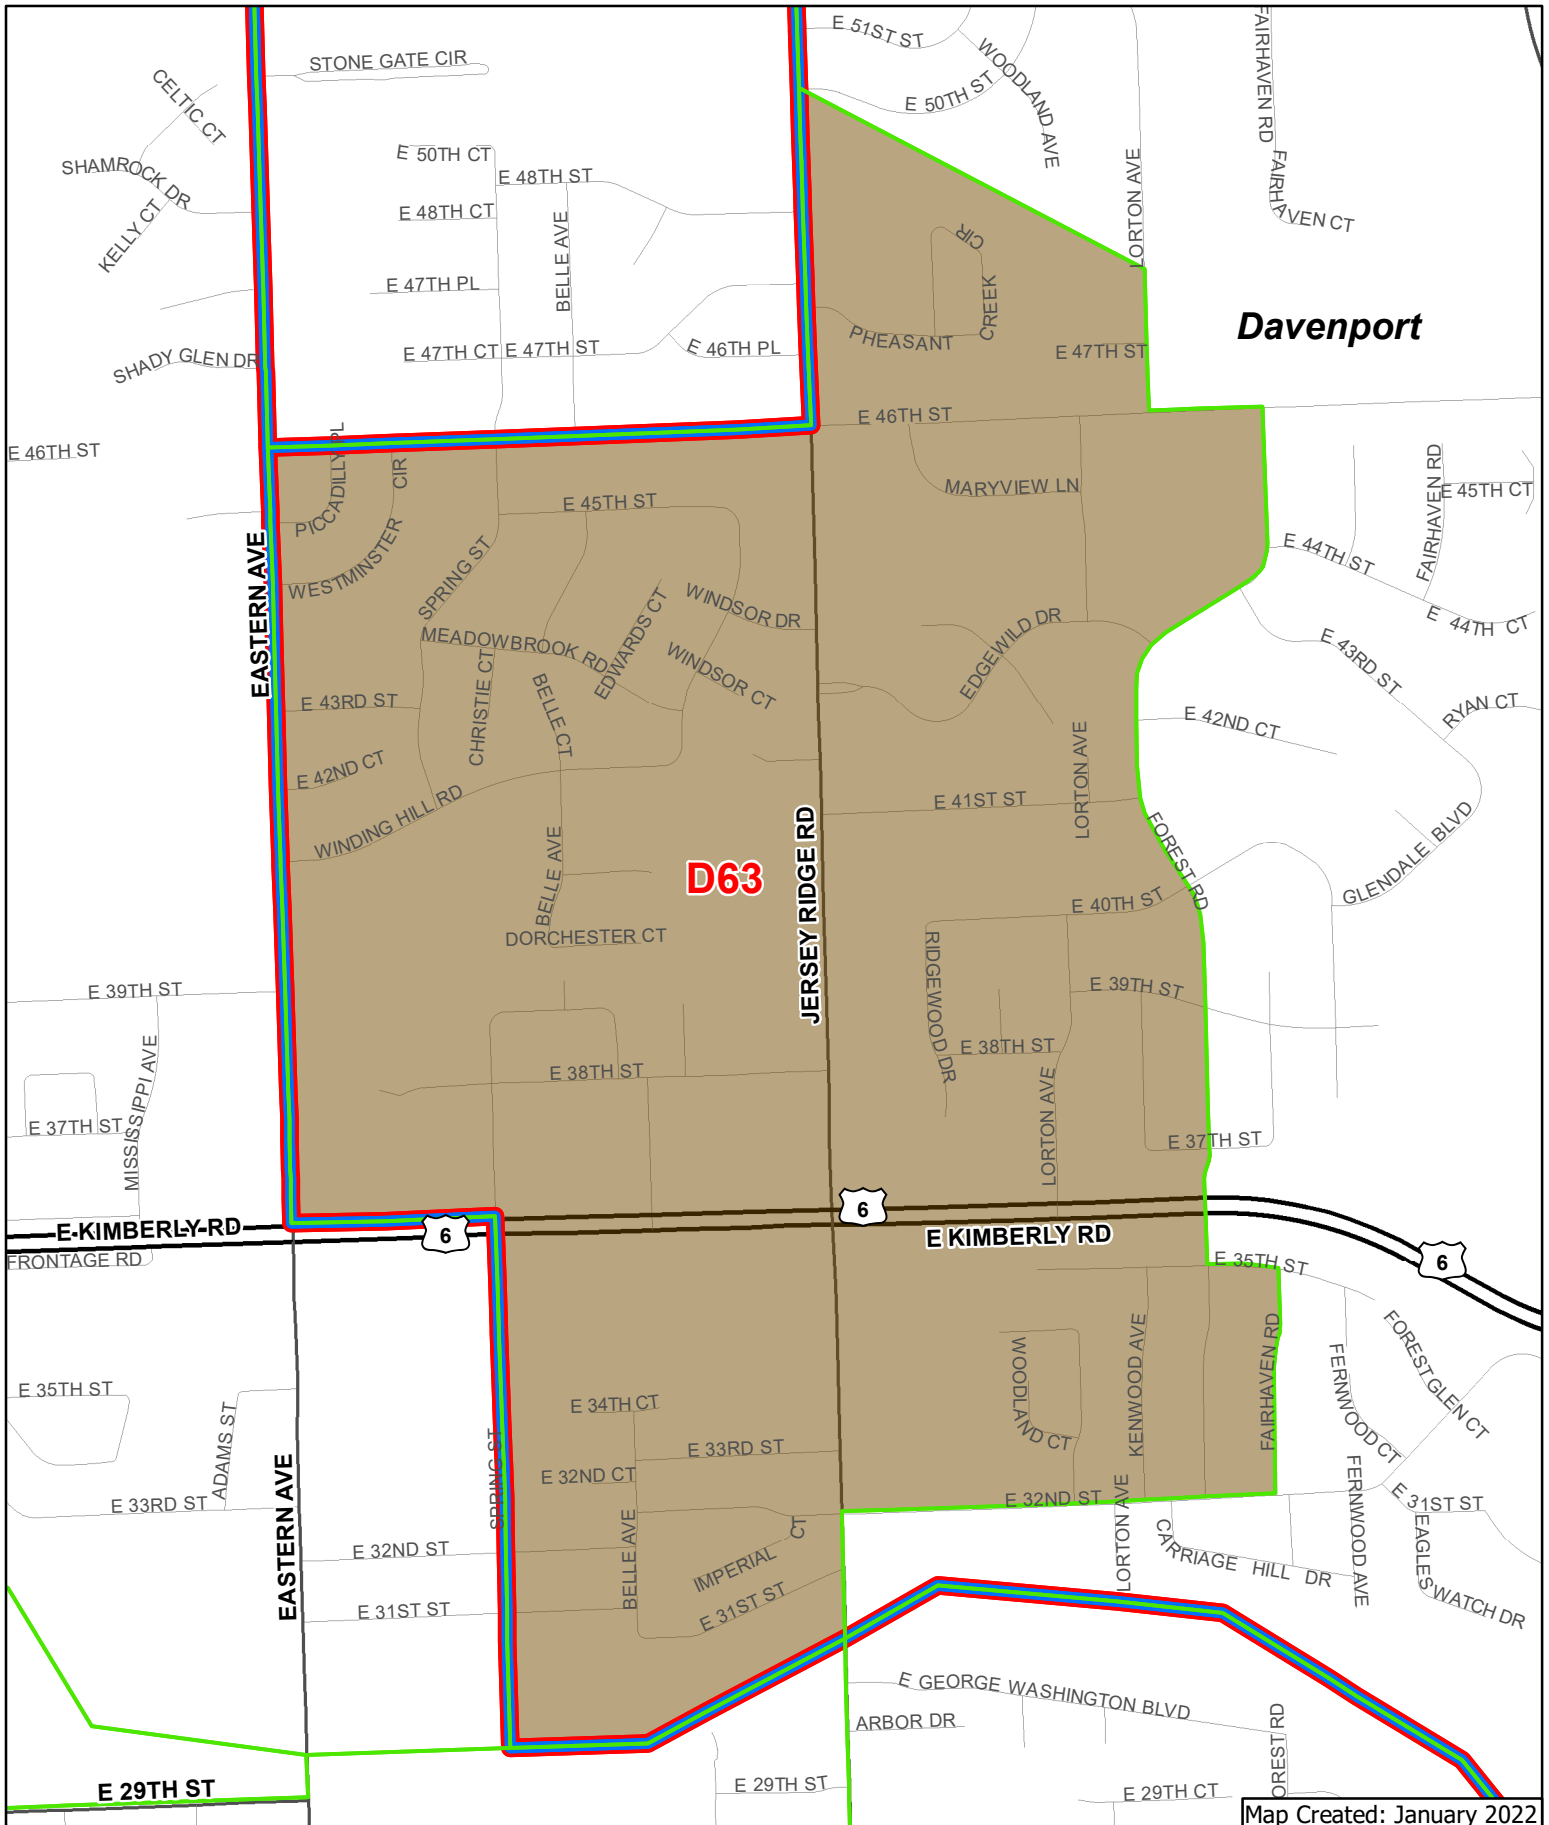 E 51ST ST
WOODLAND AVE
FAIRHAVEN RD
STONE GATE CIR
CELTIC CT
E 50TH ST
SHAMROCK DR
E 50TH CT
E 48TH ST
FAIRHAVEN CT
LORTON AVE
KELLY CT
E 48TH CT
BELLE AVE
CIR
E 47TH PL
CREEK
Davenport
SHADY GLEN DR
E 47TH CT
E 47TH ST
E 46TH PL
PHEASANT
E 47TH ST
E 46TH ST
E 46TH ST
PICCADILLY PL
CIR
FAIRHAVEN RD
E 45TH ST
MARYVIEW LN
E 45TH CT
EASTERN AVE
WESTMINSTER
SPRING ST
E 44TH ST
WINDSOR DR
EDWARDS CT
E 44TH CT
MEADOWBROOK RD
WINDSOR CT
EDGEWILD DR
E 43RD ST
E 43RD ST
CHRISTIE CT
BELLE CT
RYAN CT
E 42ND CT
E 42ND CT
LORTON AVE
WINDING HILL RD
E 41ST ST
FOREST RD
GLENDALE BLVD
JERSEY RIDGE RD
D63
BELLE AVE
E 40TH ST
DORCHESTER CT
RIDGEWOOD DR
E 39TH ST
E 39TH ST
MISSISSIPPI AVE
E 38TH ST
E 38TH ST
LORTON AVE
E 37TH ST
E 37TH ST
E KIMBERLY RD
6
6
E KIMBERLY RD
6
FRONTAGE RD
E 35TH ST
WOODLAND CT
KENWOOD AVE
FAIRHAVEN RD
FERNWOOD CT
FOREST GLEN CT
E 35TH ST
ADAMS ST
E 34TH CT
E 33RD ST
SPRING ST
E 32ND CT
E 33RD ST
EASTERN AVE
E 32ND ST
LORTON AVE
FERNWOOD AVE
E 31ST ST
BELLE AVE
IMPERIAL CT
E 32ND ST
CARRIAGE HILL DR
EAGLES WATCH DR
E 31ST ST
E 31ST ST
E GEORGE WASHINGTON BLVD
ARBOR DR
E 29TH ST
E 29TH ST
E 29TH CT
OREST RD
Map Created: January 2022